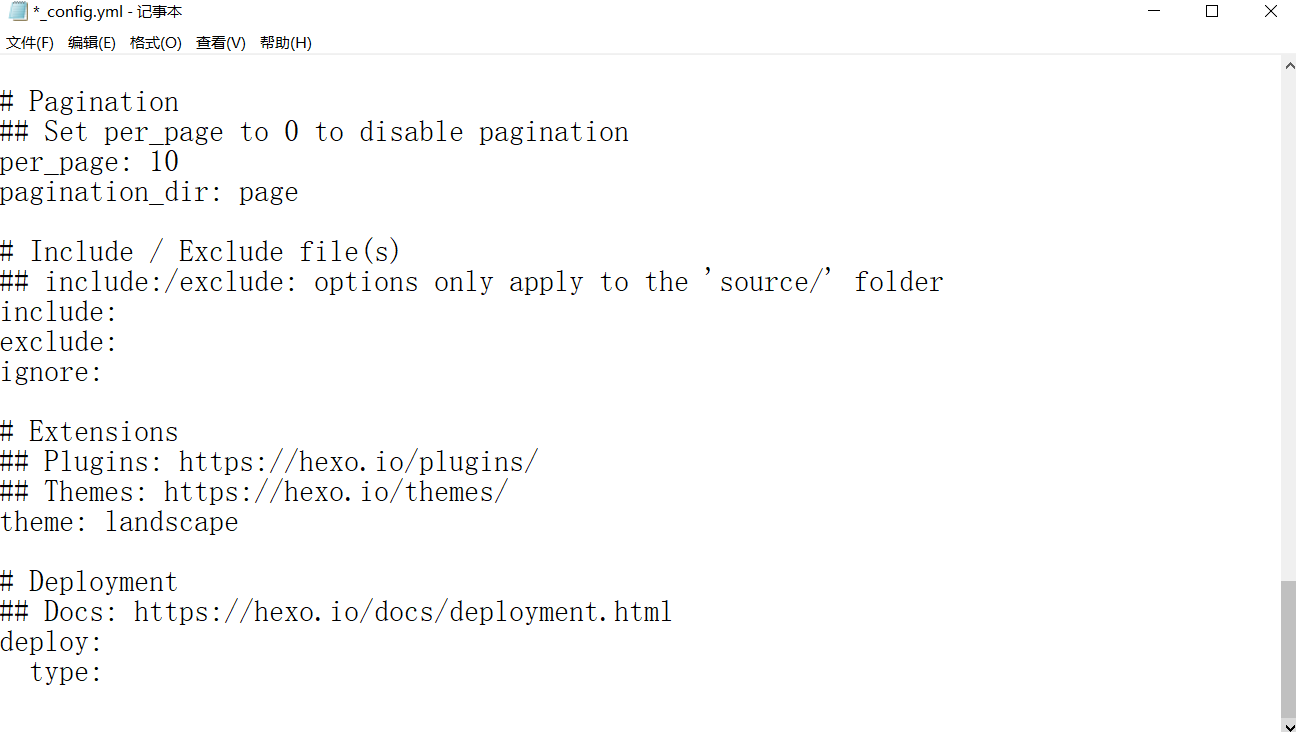 *_config.yml - 记事本
文件(F) 编辑(E) 格式(O) 查看(V) 帮助(H)
# Pagination
## Set per_page to 0 to disable pagination
per_page: 10
pagination_dir: page
# Include / Exclude file(s)
## include:/exclude: options only apply to the 'source/' folder
include:
exclude:
ignore:
# Extensions
## Plugins: https://hexo.io/plugins/
## Themes: https://hexo.io/themes/
theme: landscape
# Deployment
## Docs: https://hexo.io/docs/deployment.html
deploy:
  type: